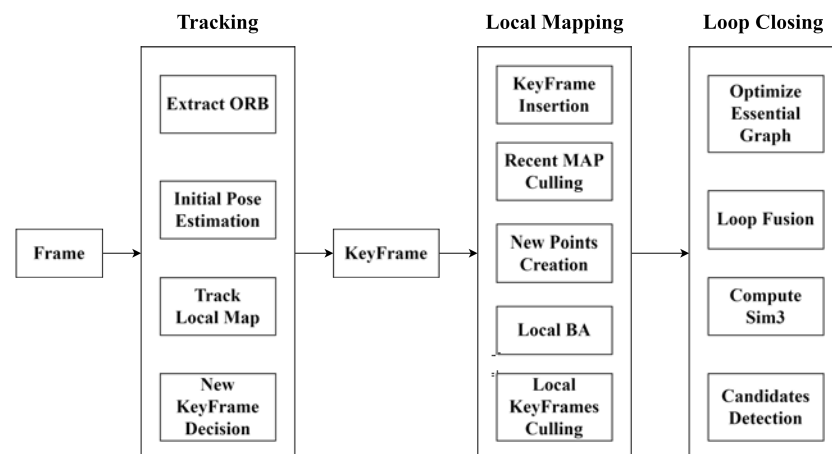 Tracking
Local Mapping
Loop Closing
Frame
Extract ORB
Initial Pose
Estimation
Track
Local Map
New
KeyFrame
Decision
KeyFrame
KeyFrame
Insertion
Recent MAP
Culling
New Points
Creation
Local BA
Local
KeyFrames
Culling
Optimize
Essential
Graph
Loop Fusion
Compute
Sim3
Candidates
Detection